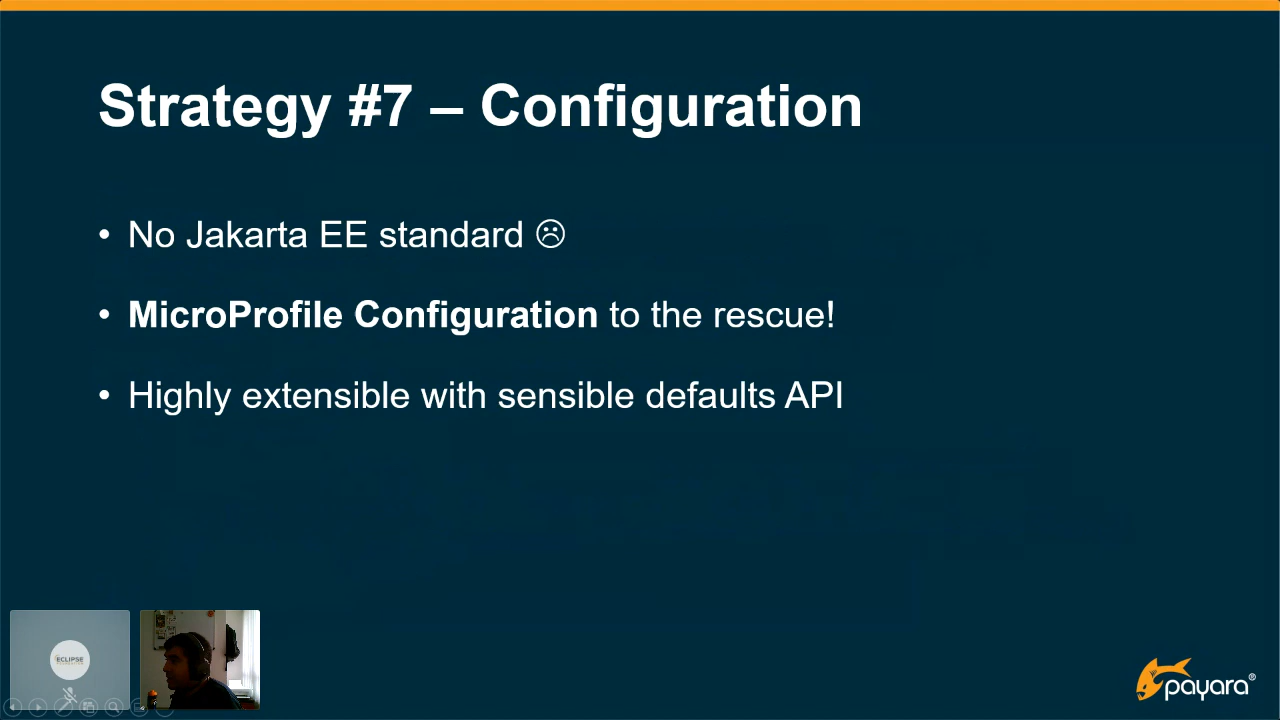 Strategy #7 – Configuration
• No Jakarta EE standard ☹
• MicroProfile Configuration to the rescue!
• Highly extensible with sensible defaults API
ECLIPSE
payara®